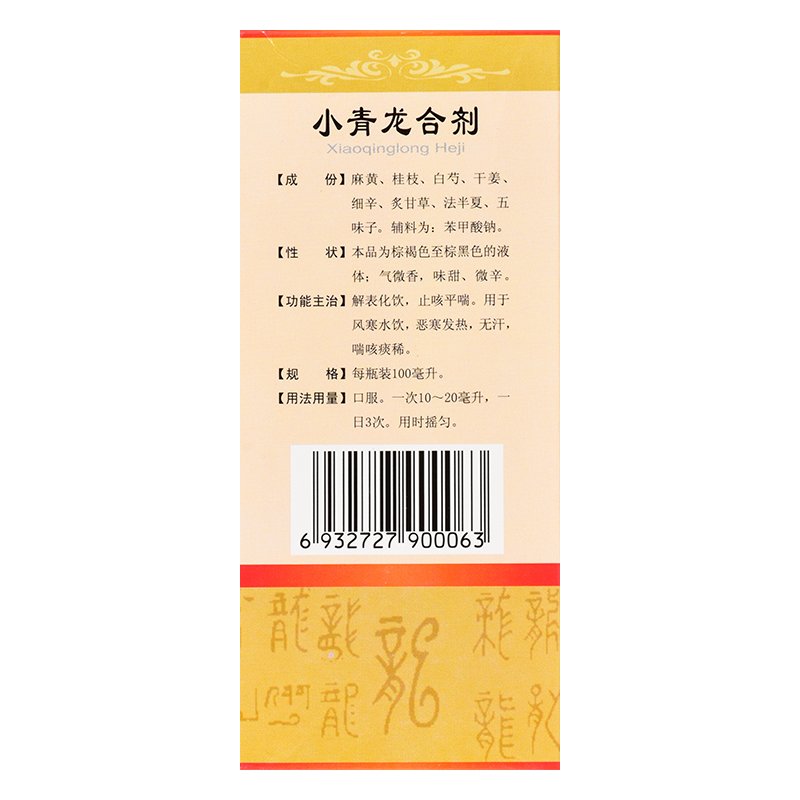 小青龙合剂
Xiaoqinglong Heji
【成 份】麻黄、桂枝、白芍、干姜、
细辛、炙甘草、法半夏、五
味子。辅料为：苯甲酸钠。
【性 状】本品为棕褐色至棕黑色的液
体；气微香，味甜、微辛。
【功能主治】解表化饮，止咳平喘。用于
风寒水饮，恶寒发热，无汗，
喘咳痰稀。
【规 格】每瓶装100毫升。
【用法用量】口服。一次10～20毫升，一
日3次。用时摇匀。
6 932727 900063
龍